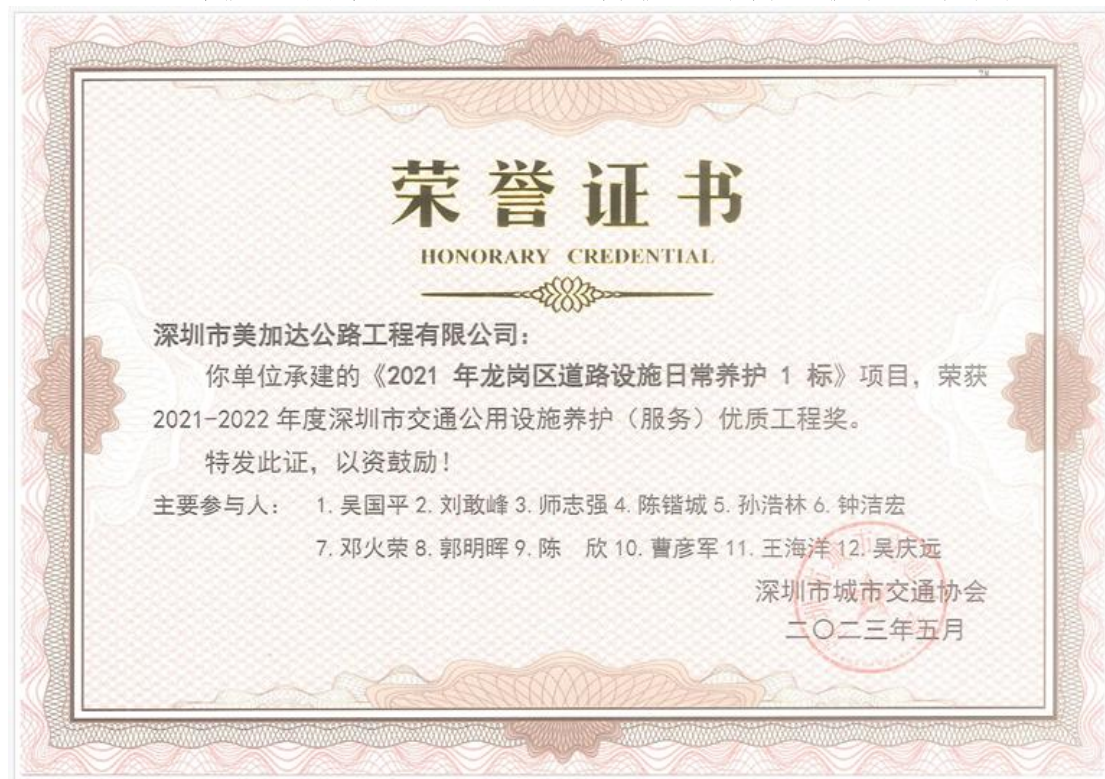 荣誉证书
HONORARY CREDENTIAL
深圳市美加达公路工程有限公司：
你单位承建的《2021 年龙岗区道路设施日常养护 1 标》项目，荣获
2021-2022 年度深圳市交通公用设施养护（服务）优质工程奖。
特发此证，以资鼓励！
主要参与人： 1. 吴国平 2. 刘敢峰 3. 师志强 4. 陈锴城 5. 孙浩林 6. 钟洁宏
7. 邓火荣 8. 郭明晖 9. 陈　欣 10. 曹彦军 11. 王海洋 12. 吴庆远
深圳市城市交通协会
二〇二三年五月